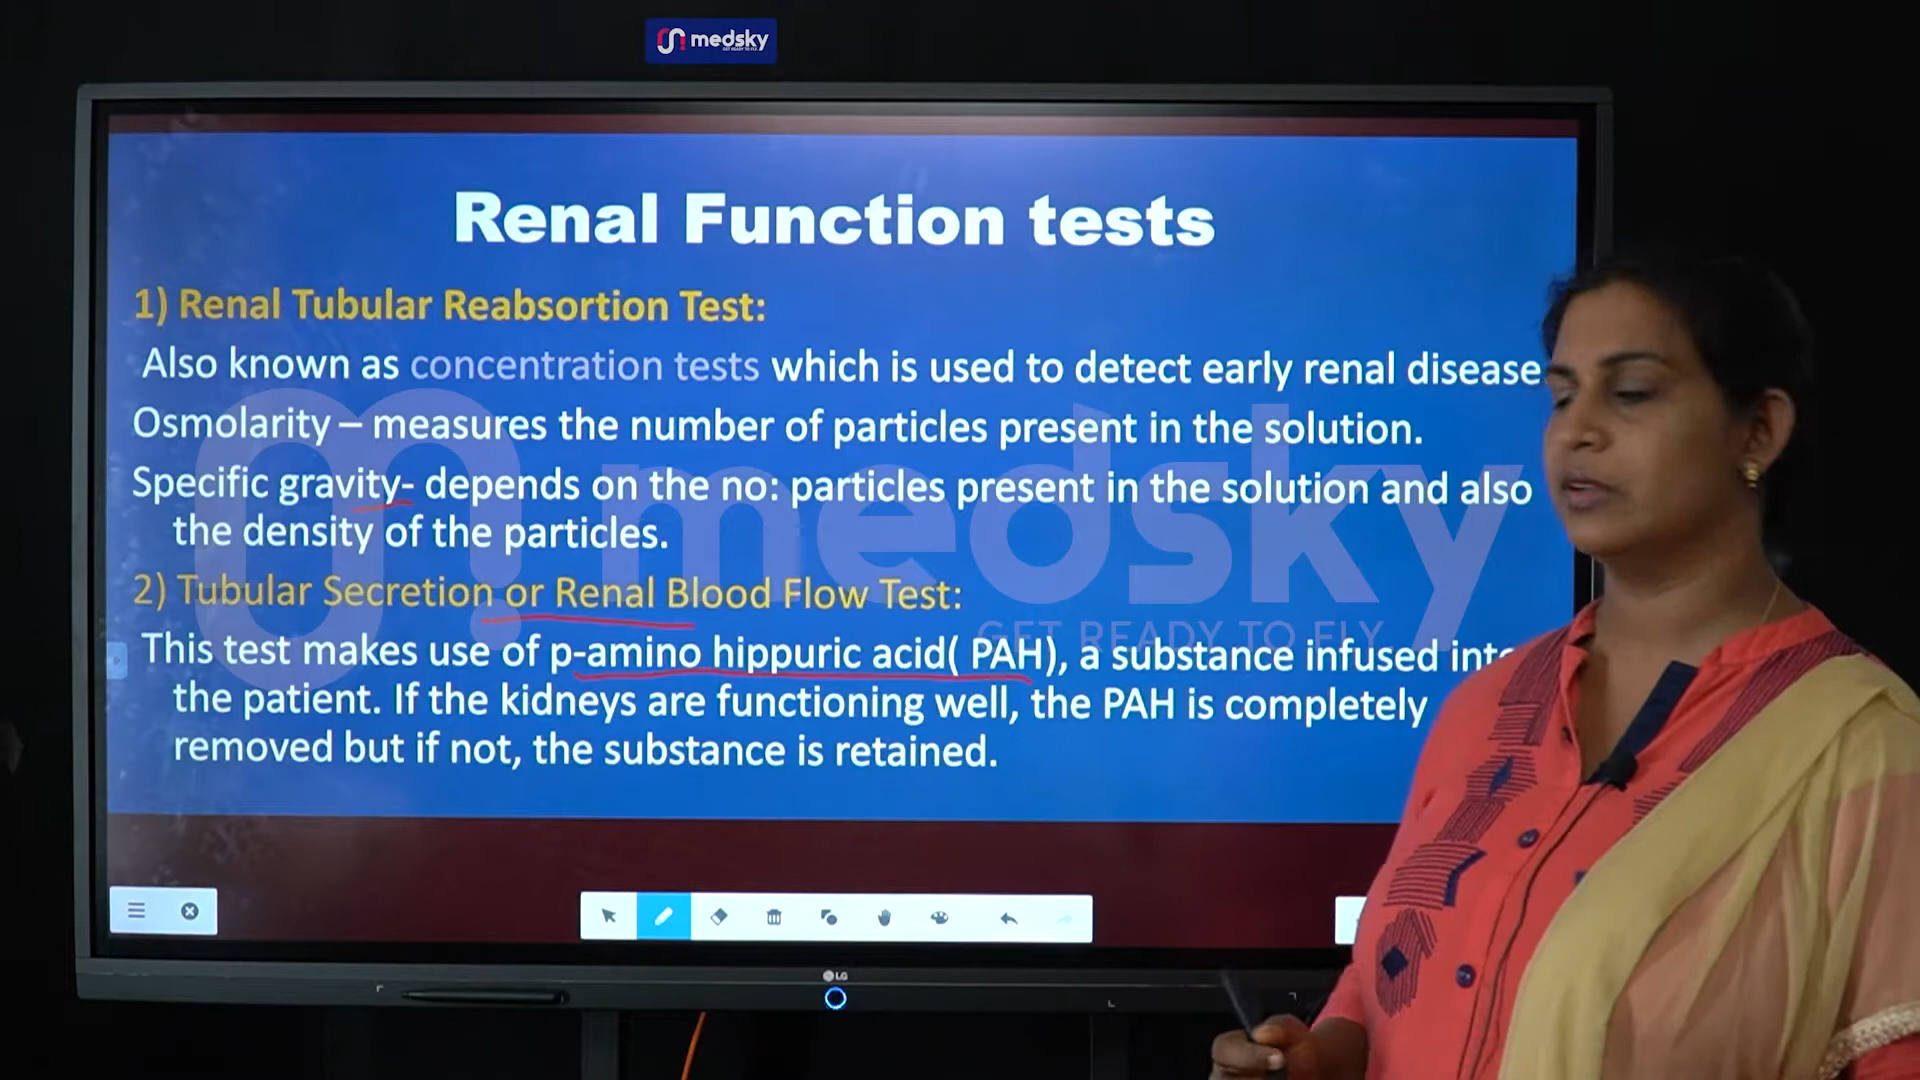 medsky
GET READY TO FLY
Renal Function tests
1) Renal Tubular Reabsortion Test:
Also known as concentration tests which is used to detect early renal disease
Osmolarity – measures the number of particles present in the solution.
Specific gravity- depends on the no: particles present in the solution and also
the density of the particles.
2) Tubular Secretion or Renal Blood Flow Test:
This test makes use of p-amino hippuric acid( PAH), a substance infused into
the patient. If the kidneys are functioning well, the PAH is completely
removed but if not, the substance is retained.
medsky
GET READY TO FLY
LG